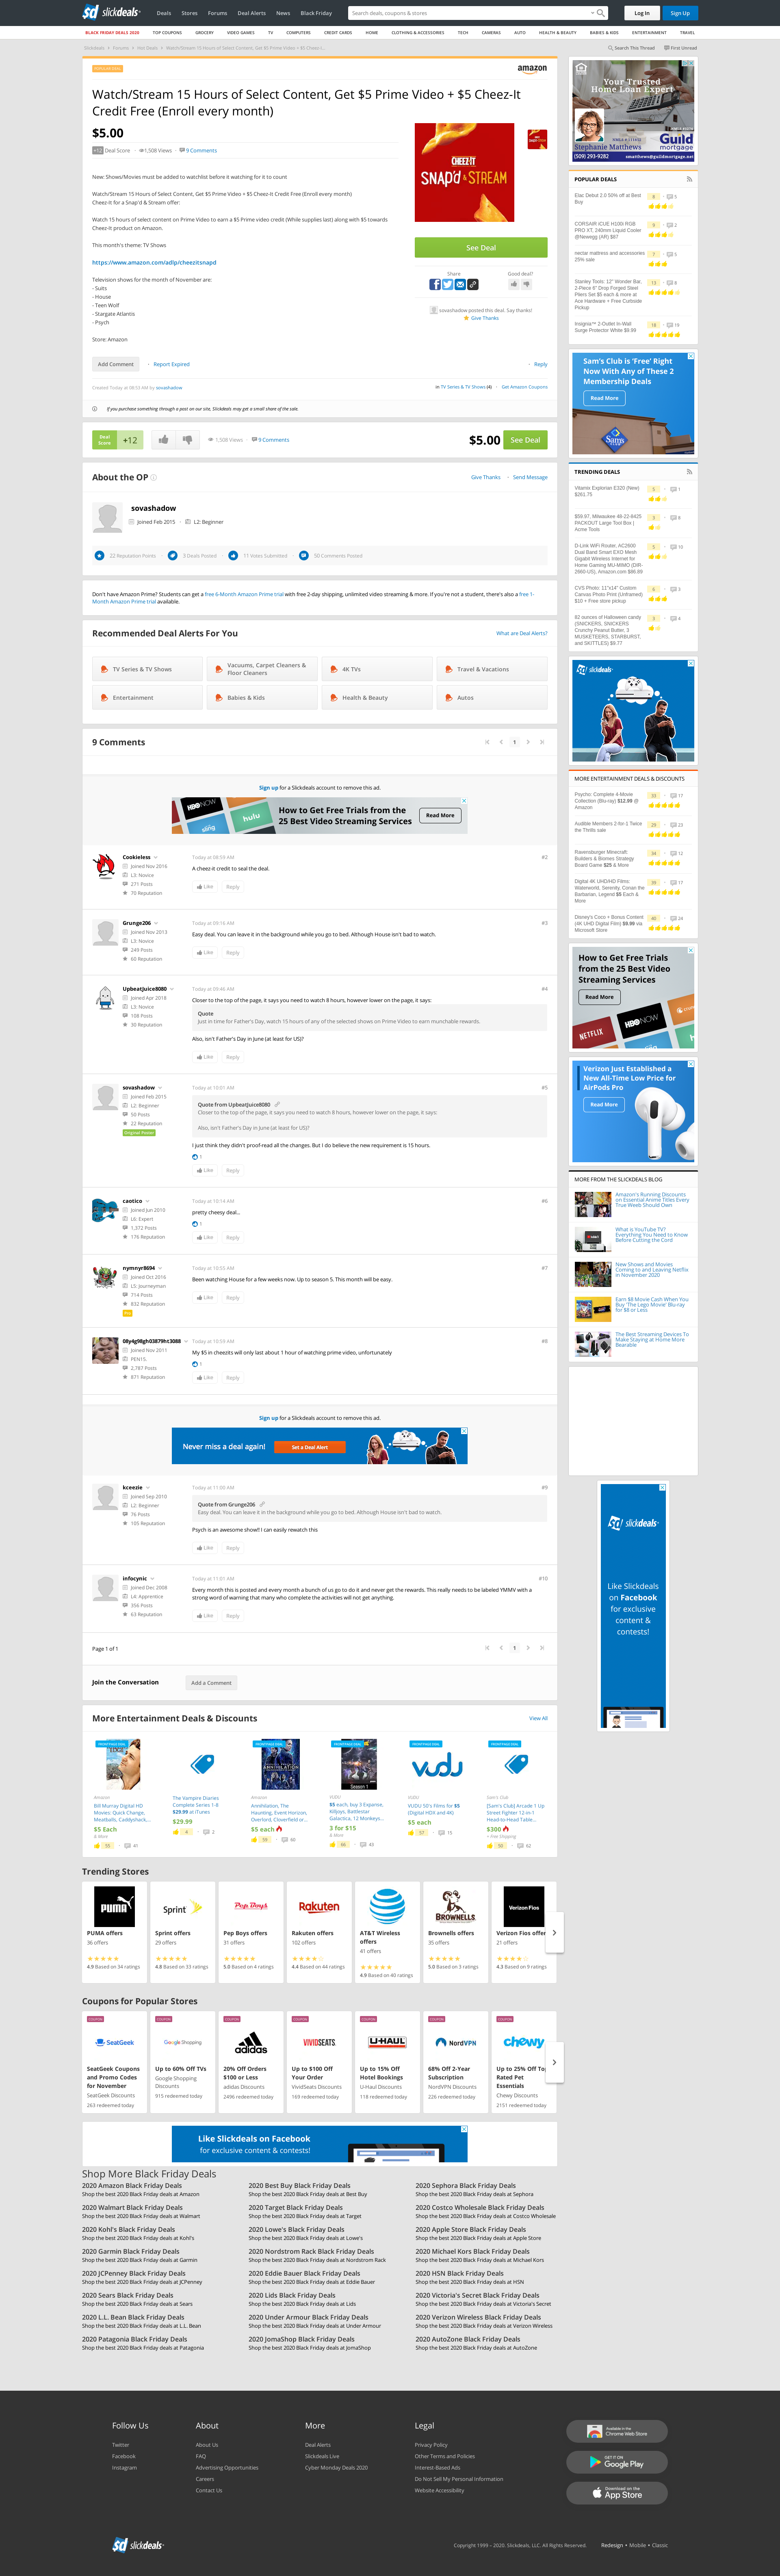 slickdeals
Deals Stores Forums Deal Alerts News Black Friday
Search deals, coupons & stores
Log In Sign Up
BLACK FRIDAY DEALS 2020 TOP COUPONS GROCERY VIDEO GAMES TV COMPUTERS CREDIT CARDS HOME CLOTHING & ACCESSORIES TECH CAMERAS AUTO HEALTH & BEAUTY BABIES & KIDS ENTERTAINMENT TRAVEL
Slickdeals Forums Hot Deals Watch/Stream 15 Hours of Select Content, Get $5 Prime Video + $5 Cheez-I...
Search This Thread First Unread
amazon
Watch/Stream 15 Hours of Select Content, Get $5 Prime Video + $5 Cheez-It
Credit Free (Enroll every month)
$5.00
+12 Deal Score 1,508 Views 9 Comments
New Shows/Movies must be added to watchlist before it watching for it to count
Watch/Stream 15 Hours of Select Content, Get $5 Prime Video + $5 Cheez-It Credit Free (Enroll every month)
Cheez-it for a Snap'd & Stream offer:
Watch 15 hours of select content on Prime Video to earn a $5 Prime video credit (While supplies last) along with $5 towards
Cheez-It product on Amazon.
This month's theme: TV Shows
https://www.amazon.com/adlp/cheezitsnapd
Television shows for the month of November are:
- Suits
- House
- Teen Wolf
- Stargate Atlantis
- Psych
Store: Amazon
CHEEZ-IT
SNAP'D &
STREAM
See Deal
Share Good deal?
sovashadow posted this deal. Say thanks!
Give Thanks
Add Comment Report Expired Reply
Created Today at 08:53 AM by sovashadow
in TV Series & TV Shows (4) Get Amazon Coupons
If you purchase something through a post on our site, Slickdeals may get a small share of the sale.
Deal Score +12 1,508 Views 9 Comments $5.00 See Deal
About the OP
Give Thanks Send Message
sovashadow
Joined Feb 2015 L2: Beginner
22 Reputation Points 3 Deals Posted 11 Votes Submitted 50 Comments Posted
Don't have Amazon Prime? Students can get a free 6-Month Amazon Prime trial with free 2-day shipping, unlimited video streaming & more. If you're not a student, there's also a free 1-
Month Amazon Prime trial available.
Recommended Deal Alerts For You
What are Deal Alerts?
TV Series & TV Shows
Vacuums, Carpet Cleaners &
Floor Cleaners
4K TVs
Travel & Vacations
Entertainment
Babies & Kids
Health & Beauty
Autos
9 Comments
1
Sign up for a Slickdeals account to remove this ad.
How to Get Free Trials from the
25 Best Video Streaming Services
Read More
Cookieless
Joined Nov 2016
L3: Novice
271 Posts
70 Reputation
Today at 08:59 AM #2
A cheez-it credit to seal the deal.
Like Reply
Grunge206
Joined Nov 2013
L3: Novice
249 Posts
60 Reputation
Today at 09:16 AM #3
Easy deal. You can leave it in the background while you go to bed. Although House isn't bad to watch.
Like Reply
UpbeatJuice8080
Joined Apr 2018
L3: Novice
108 Posts
30 Reputation
Today at 09:46 AM #4
Closer to the top of the page, it says you need to watch 8 hours, however lower on the page, it says:
Quote
Just in time for Father's Day, watch 15 hours of any of the selected shows on Prime Video to earn munchable rewards.
Also, isn't Father's Day in June (at least for US)?
Like Reply
sovashadow
Joined Feb 2015
L2: Beginner
50 Posts
22 Reputation
Original Poster
Today at 10:01 AM #5
Quote from UpbeatJuice8080
Closer to the top of the page, it says you need to watch 8 hours, however lower on the page, it says:
Also, isn't Father's Day in June (at least for US)?
I just think they didn't proof-read all the changes. But I do believe the new requirement is 15 hours.
1
Like Reply
caotico
Joined Jun 2010
L6: Expert
1,372 Posts
176 Reputation
Today at 10:14 AM #6
pretty cheesy deal...
1
Like Reply
nymnyr8694
Joined Oct 2016
L5: Journeyman
714 Posts
832 Reputation
Pro
Today at 10:55 AM #7
Been watching House for a few weeks now. Up to season 5. This month will be easy.
Like Reply
08y4g98gh03879ht3088
Joined Nov 2011
PEN15.
2,787 Posts
871 Reputation
Today at 10:59 AM #8
My $5 in cheezits will only last about 1 hour of watching prime video, unfortunately
1
Like Reply
Sign up for a Slickdeals account to remove this ad.
Never miss a deal again! Set a Deal Alert
kceezie
Joined Sep 2010
L2: Beginner
76 Posts
105 Reputation
Today at 11:00 AM #9
Quote from Grunge206
Easy deal. You can leave it in the background while you go to bed. Although House isn't bad to watch.
Psych is an awesome show!! I can easily rewatch this
Like Reply
infocynic
Joined Dec 2008
L4: Apprentice
356 Posts
63 Reputation
Today at 11:01 AM #10
Every month this is posted and every month a bunch of us go to do it and never get the rewards. This really needs to be labeled YMMV with a
strong word of warning that many who complete the activities will not get anything.
Like Reply
Page 1 of 1 1
Join the Conversation Add a Comment
More Entertainment Deals & Discounts
View All
Amazon
Bill Murray Digital HD
Movies: Quick Change,
Meatballs, Caddyshack,...
$5 Each
& More
55 41
The Vampire Diaries
Complete Series 1-8
$29.99 at iTunes
$29.99
4 2
Amazon
Annihilation, The
Haunting, Event Horizon,
Overlord, Cloverfield or...
$5 each
59 60
VUDU
$5 each, buy 3 Expanse,
Killjoys, Battlestar
Galactica, 12 Monkeys...
3 for $15
& More
66 43
VUDU
VUDU 50's Films for $5
(Digital HDX and 4K)
$5 each
57 15
Sam's Club
[Sam's Club] Arcade 1 Up
Street Fighter 12-in-1
Head-to-Head Table...
$300
+ Free Shipping
50 62
Trending Stores
PUMA offers
36 offers
4.9 Based on 34 ratings
Sprint offers
29 offers
4.8 Based on 33 ratings
Pep Boys offers
31 offers
5.0 Based on 4 ratings
Rakuten offers
102 offers
4.4 Based on 44 ratings
AT&T Wireless
offers
41 offers
4.9 Based on 40 ratings
Brownells offers
35 offers
5.0 Based on 3 ratings
Verizon Fios offers
21 offers
4.3 Based on 9 ratings
Coupons for Popular Stores
SeatGeek Coupons
and Promo Codes
for November
SeatGeek Discounts
263 redeemed today
Up to 60% Off TVs
Google Shopping
Discounts
915 redeemed today
20% Off Orders
$100 or Less
adidas Discounts
2496 redeemed today
Up to $100 Off
Your Order
VividSeats Discounts
169 redeemed today
Up to 15% Off
Hotel Bookings
U-Haul Discounts
118 redeemed today
68% Off 2-Year
Subscription
NordVPN Discounts
226 redeemed today
Up to 25% Off Top
Rated Pet
Essentials
Chewy Discounts
2151 redeemed today
Like Slickdeals on Facebook
for exclusive content & contests!
Shop More Black Friday Deals
2020 Amazon Black Friday Deals
Shop the best 2020 Black Friday deals at Amazon
2020 Best Buy Black Friday Deals
Shop the best 2020 Black Friday deals at Best Buy
2020 Sephora Black Friday Deals
Shop the best 2020 Black Friday deals at Sephora
2020 Walmart Black Friday Deals
Shop the best 2020 Black Friday deals at Walmart
2020 Target Black Friday Deals
Shop the best 2020 Black Friday deals at Target
2020 Costco Wholesale Black Friday Deals
Shop the best 2020 Black Friday deals at Costco Wholesale
2020 Kohl's Black Friday Deals
Shop the best 2020 Black Friday deals at Kohl's
2020 Lowe's Black Friday Deals
Shop the best 2020 Black Friday deals at Lowe's
2020 Apple Store Black Friday Deals
Shop the best 2020 Black Friday deals at Apple Store
2020 Garmin Black Friday Deals
Shop the best 2020 Black Friday deals at Garmin
2020 Nordstrom Rack Black Friday Deals
Shop the best 2020 Black Friday deals at Nordstrom Rack
2020 Michael Kors Black Friday Deals
Shop the best 2020 Black Friday deals at Michael Kors
2020 JCPenney Black Friday Deals
Shop the best 2020 Black Friday deals at JCPenney
2020 Eddie Bauer Black Friday Deals
Shop the best 2020 Black Friday deals at Eddie Bauer
2020 HSN Black Friday Deals
Shop the best 2020 Black Friday deals at HSN
2020 Sears Black Friday Deals
Shop the best 2020 Black Friday deals at Sears
2020 Lids Black Friday Deals
Shop the best 2020 Black Friday deals at Lids
2020 Victoria's Secret Black Friday Deals
Shop the best 2020 Black Friday deals at Victoria's Secret
2020 L.L. Bean Black Friday Deals
Shop the best 2020 Black Friday deals at L.L. Bean
2020 Under Armour Black Friday Deals
Shop the best 2020 Black Friday deals at Under Armour
2020 Verizon Wireless Black Friday Deals
Shop the best 2020 Black Friday deals at Verizon Wireless
2020 Patagonia Black Friday Deals
Shop the best 2020 Black Friday deals at Patagonia
2020 JomaShop Black Friday Deals
Shop the best 2020 Black Friday deals at JomaShop
2020 AutoZone Black Friday Deals
Shop the best 2020 Black Friday deals at AutoZone
Your Trusted
Home Loan Expert
Stephanie Matthews
(509) 293-9282
Guild
mortgage
smatthews@guildmortgage.net
POPULAR DEALS
Elac Debut 2.0 50% off at Best
Buy
CORSAIR iCUE H100i RGB
PRO XT, 240mm Liquid Cooler
@Newegg (AR) $87
nectar mattress and accessories
25% sale
Stanley Tools: 12" Wonder Bar,
2-Piece 6" Drop Forged Steel
Pliers Set $5 each & more at
Ace Hardware + Free Curbside
Pickup
Insignia™ 2-Outlet In-Wall
Surge Protector White $9.99
Sam's Club is 'Free' Right
Now With Any of These 2
Membership Deals
Read More
TRENDING DEALS
Vitamix Explorian E320 (New)
$261.75
$59.97, Milwaukee 48-22-8425
PACKOUT Large Tool Box |
Acme Tools
D-Link WiFi Router, AC2600
Dual Band Smart EXO Mesh
Gigabit Wireless Internet for
Home Gaming MU-MIMO (DIR-
2660-US), Amazon.com $86.89
CVS Photo: 11"x14" Custom
Canvas Photo Print (Unframed)
$10 + Free store pickup
82 ounces of Halloween candy
(SNICKERS, SNICKERS
Crunchy Peanut Butter, 3
MUSKETEERS, STARBURST,
and SKITTLES) $9.77
slickdeals
MORE ENTERTAINMENT DEALS & DISCOUNTS
Psycho: Complete 4-Movie
Collection (Blu-ray) $12.99 @
Amazon
Audible Members 2-for-1 Twice
the Thrills sale
Ravensburger Minecraft:
Builders & Biomes Strategy
Board Game $25 & More
Digital 4K UHD/HD Films:
Waterworld, Serenity, Conan the
Barbarian, Legend $5 Each &
More
Disney's Coco + Bonus Content
(4K UHD Digital Film) $9.99 via
Microsoft Store
How to Get Free Trials
from the 25 Best Video
Streaming Services
Read More
NETFLIX HBO NOW
Verizon Just Established a
New All-Time Low Price for
AirPods Pro
Read More
MORE FROM THE SLICKDEALS BLOG
Amazon's Running Discounts
on Essential Anime Titles Every
True Weeb Should Own
What is YouTube TV?
Everything You Need to Know
Before Cutting the Cord
New Shows and Movies
Coming to and Leaving Netflix
in November 2020
Earn $8 Movie Cash When You
Buy 'The Lego Movie' Blu-ray
for $8 or Less
The Best Streaming Devices To
Make Staying at Home More
Bearable
slickdeals
Like Slickdeals
on Facebook
for exclusive
content &
contests!
Follow Us
Twitter
Facebook
Instagram
About
About Us
FAQ
Advertising Opportunities
Careers
Contact Us
More
Deal Alerts
Slickdeals Live
Cyber Monday Deals 2020
Legal
Privacy Policy
Other Terms and Policies
Interest-Based Ads
Do Not Sell My Personal Information
Website Accessibility
Available in the
Chrome Web Store
GET IT ON
Google Play
Download on the
App Store
slickdeals
Copyright 1999 – 2020. Slickdeals, LLC. All Rights Reserved. Redesign • Mobile • Classic